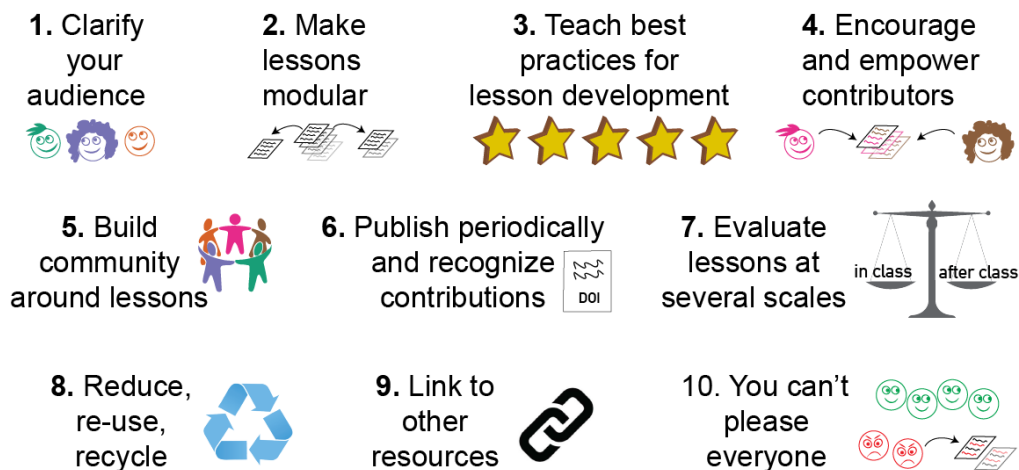 1. Clarify
your
audience
2. Make
lessons
modular
3. Teach best
practices for
lesson development
4. Encourage
and empower
contributors
5. Build
community
around lessons
6. Publish periodically
and recognize
contributions
DOI
7. Evaluate
lessons at
several scales
in class
after class
8. Reduce,
re-use,
recycle
9. Link to
other
resources
10. You can't
please
everyone